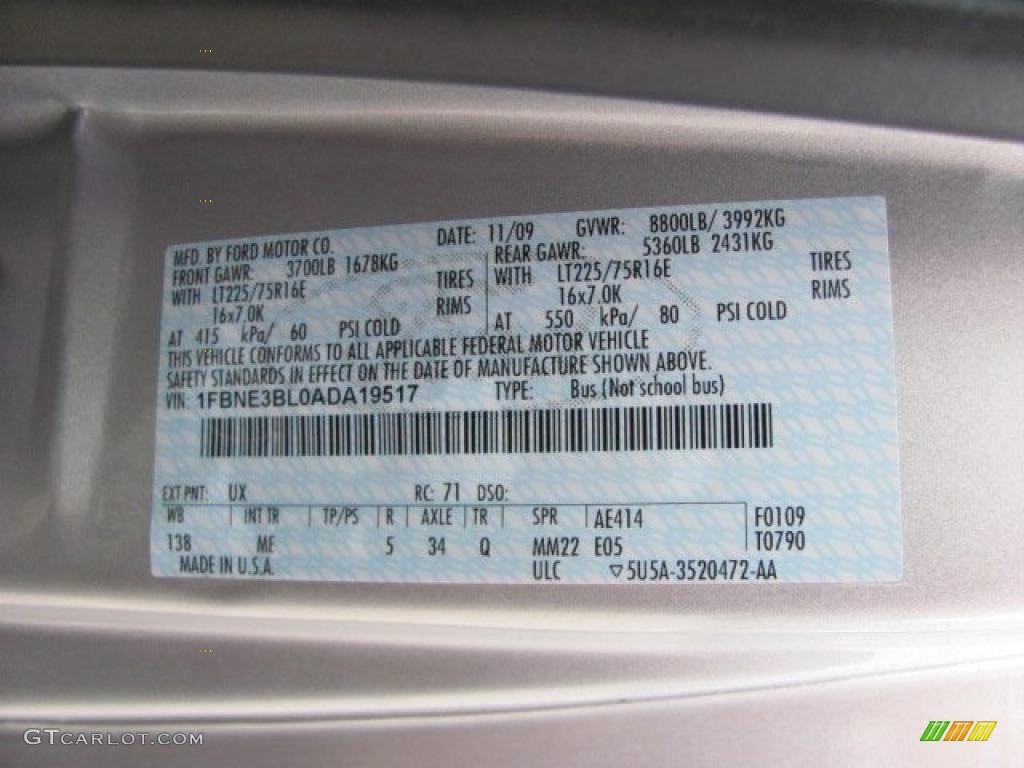 MFD. BY FORD MOTOR CO. DATE: 11/09 GVWR: 8800LB/ 3992KG
FRONT GAWR: 3700LB 1678KG REAR GAWR: 5360LB 2431KG
WITH LT225/75R16E TIRES WITH LT225/75R16E TIRES
16x7.0K RIMS 16x7.0K RIMS
AT 415 kPa/ 60 PSI COLD AT 550 kPa/ 80 PSI COLD
THIS VEHICLE CONFORMS TO ALL APPLICABLE FEDERAL MOTOR VEHICLE
SAFETY STANDARDS IN EFFECT ON THE DATE OF MANUFACTURE SHOWN ABOVE.
VIN: 1FBNE3BL0ADA19517 TYPE: Bus (Not school bus)
EXT PNT: UX RC: 71 DSO:
WB INT TR TP/PS R AXLE TR SPR AE414 F0109
138 ME 5 34 Q MM22 E05 T0790
MADE IN U.S.A. ULC ▽5U5A-3520472-AA
GTCARLOT.COM